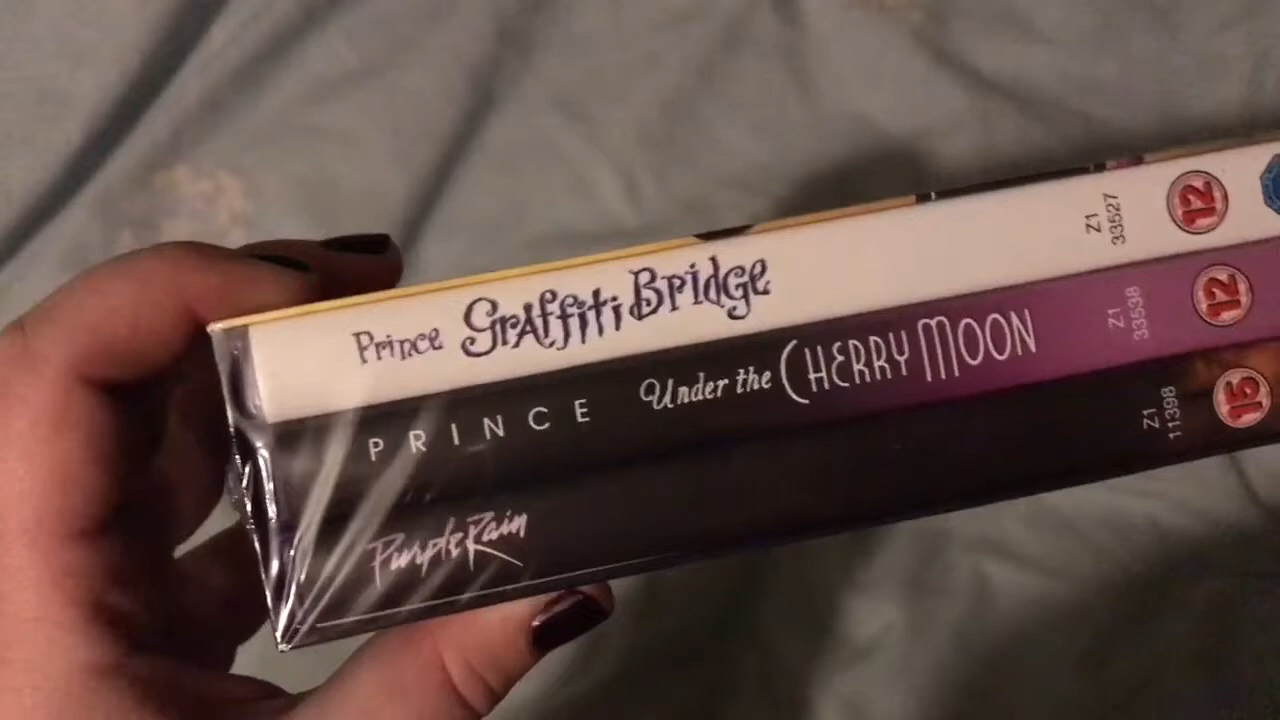 Prince Graffiti Bridge Z1 33527 12
PRINCE Under the CHERRY MOON Z1 33538 12
Purple Rain Z1 11398 15